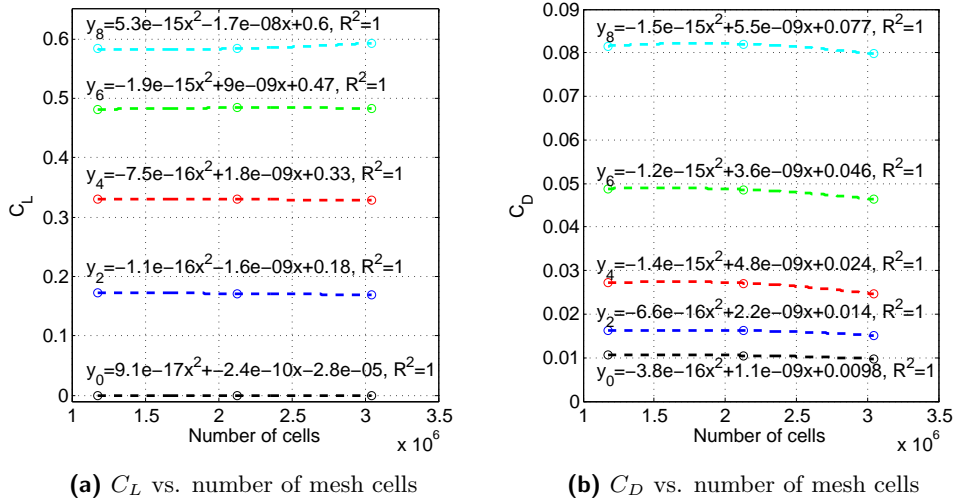 y8=5.3e−15x2−1.7e−08x+0.6, R2=1
y6=−1.9e−15x2+9e−09x+0.47, R2=1
y4=−7.5e−16x2+1.8e−09x+0.33, R2=1
y2=−1.1e−16x2−1.6e−09x+0.18, R2=1
y0=9.1e−17x2+−2.4e−10x−2.8e−05, R2=1
0.6
0.5
0.4
0.3
0.2
0.1
0
CL
1 1.5 2 2.5 3 3.5
Number of cells
x 10^6
(a) CL vs. number of mesh cells
y8=−1.5e−15x2+5.5e−09x+0.077, R2=1
y6=−1.2e−15x2+3.6e−09x+0.046, R2=1
y4=−1.4e−15x2+4.8e−09x+0.024, R2=1
y2=−6.6e−16x2+2.2e−09x+0.014, R2=1
y0=−3.8e−16x2+1.1e−09x+0.0098, R2=1
0.09
0.08
0.07
0.06
0.05
0.04
0.03
0.02
0.01
0
CD
1 1.5 2 2.5 3 3.5
Number of cells
x 10^6
(b) CD vs. number of mesh cells